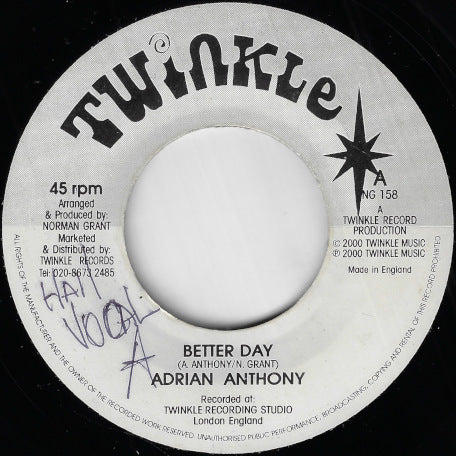 TWINKLE
45 rpm
Arranged
& Produced by:
NORMAN GRANT
Marketed
& Distributed by:
TWINKLE RECORDS
Tel: 020-8673 2485
A
NG 158
A
TWINKLE RECORD
PRODUCTION
© 2000 TWINKLE MUSIC
℗ 2000 TWINKLE MUSIC
Made in England
VOCAL
A
BETTER DAY
(A. ANTHONY/N. GRANT)
ADRIAN ANTHONY
Recorded at:
TWINKLE RECORDING STUDIO
London England
ALL RIGHTS OF THE MANUFACTURER AND THE OWNER OF THE RECORDED WORK RESERVED. UNAUTHORISED PUBLIC PERFORMANCE, BROADCASTING, COPYING AND RENTAL OF THIS RECORD PROHIBITED